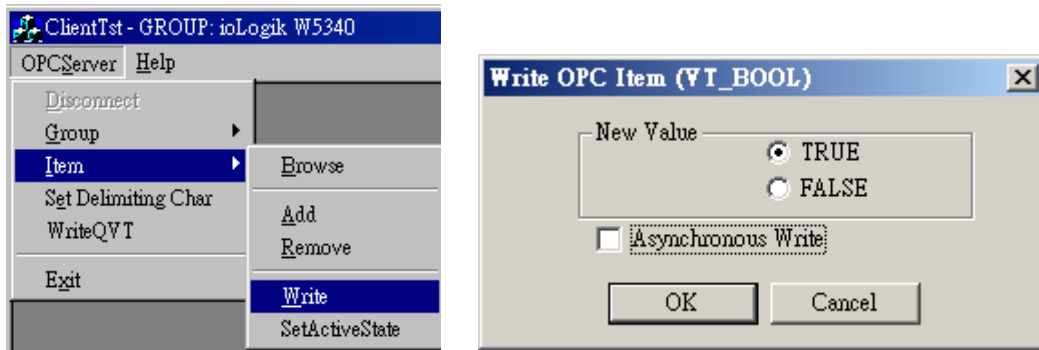 ClientTst - GROUP: ioLogik W5340
OPCServer Help
Disconnect
Group
Item
Set Delimiting Char
WriteQVT
Exit
Browse
Add
Remove
Write
SetActiveState
Write OPC Item (VT_BOOL)
New Value
TRUE
FALSE
Asynchronous Write
OK Cancel